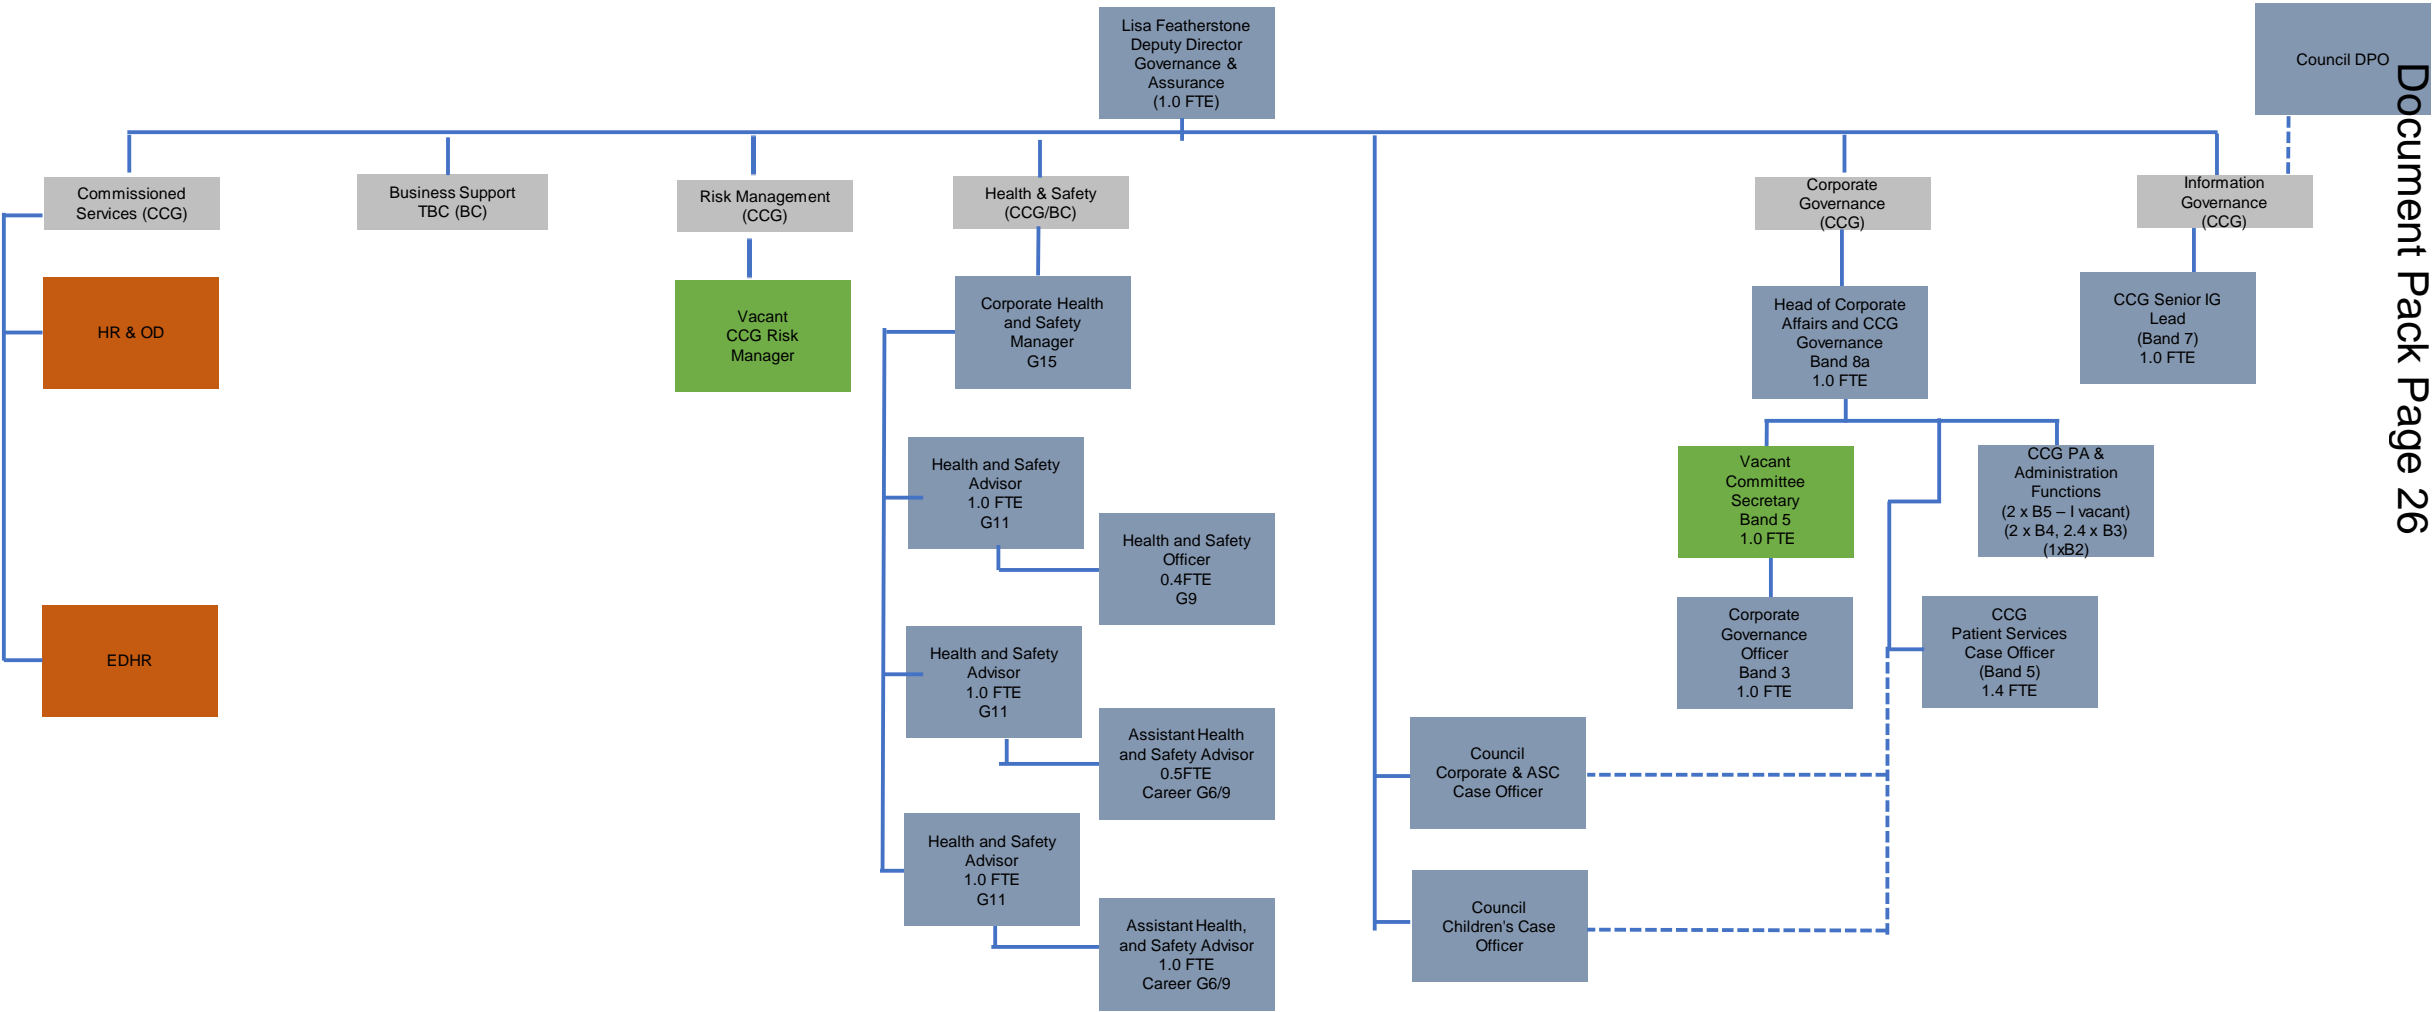 Lisa Featherstone
Deputy Director
Governance &
Assurance
(1.0 FTE)
Council DPO
Document Pack Page 26
Commissioned
Services (CCG)
Business Support
TBC (BC)
Risk Management
(CCG)
Health & Safety
(CCG/BC)
Corporate
Governance
(CCG)
Information
Governance
(CCG)
HR & OD
Vacant
CCG Risk
Manager
Corporate Health
and Safety
Manager
G15
Head of Corporate
Affairs and CCG
Governance
Band 8a
1.0 FTE
CCG Senior IG
Lead
(Band 7)
1.0 FTE
Health and Safety
Advisor
1.0 FTE
G11
Vacant
Committee
Secretary
Band 5
1.0 FTE
CCG PA &
Administration
Functions
(2 x B5 – I vacant)
(2 x B4, 2.4 x B3)
(1xB2)
Health and Safety
Officer
0.4FTE
G9
EDHR
Health and Safety
Advisor
1.0 FTE
G11
Corporate
Governance
Officer
Band 3
1.0 FTE
CCG
Patient Services
Case Officer
(Band 5)
1.4 FTE
Assistant Health
and Safety Advisor
0.5FTE
Career G6/9
Council
Corporate & ASC
Case Officer
Health and Safety
Advisor
1.0 FTE
G11
Council
Children's Case
Officer
Assistant Health,
and Safety Advisor
1.0 FTE
Career G6/9